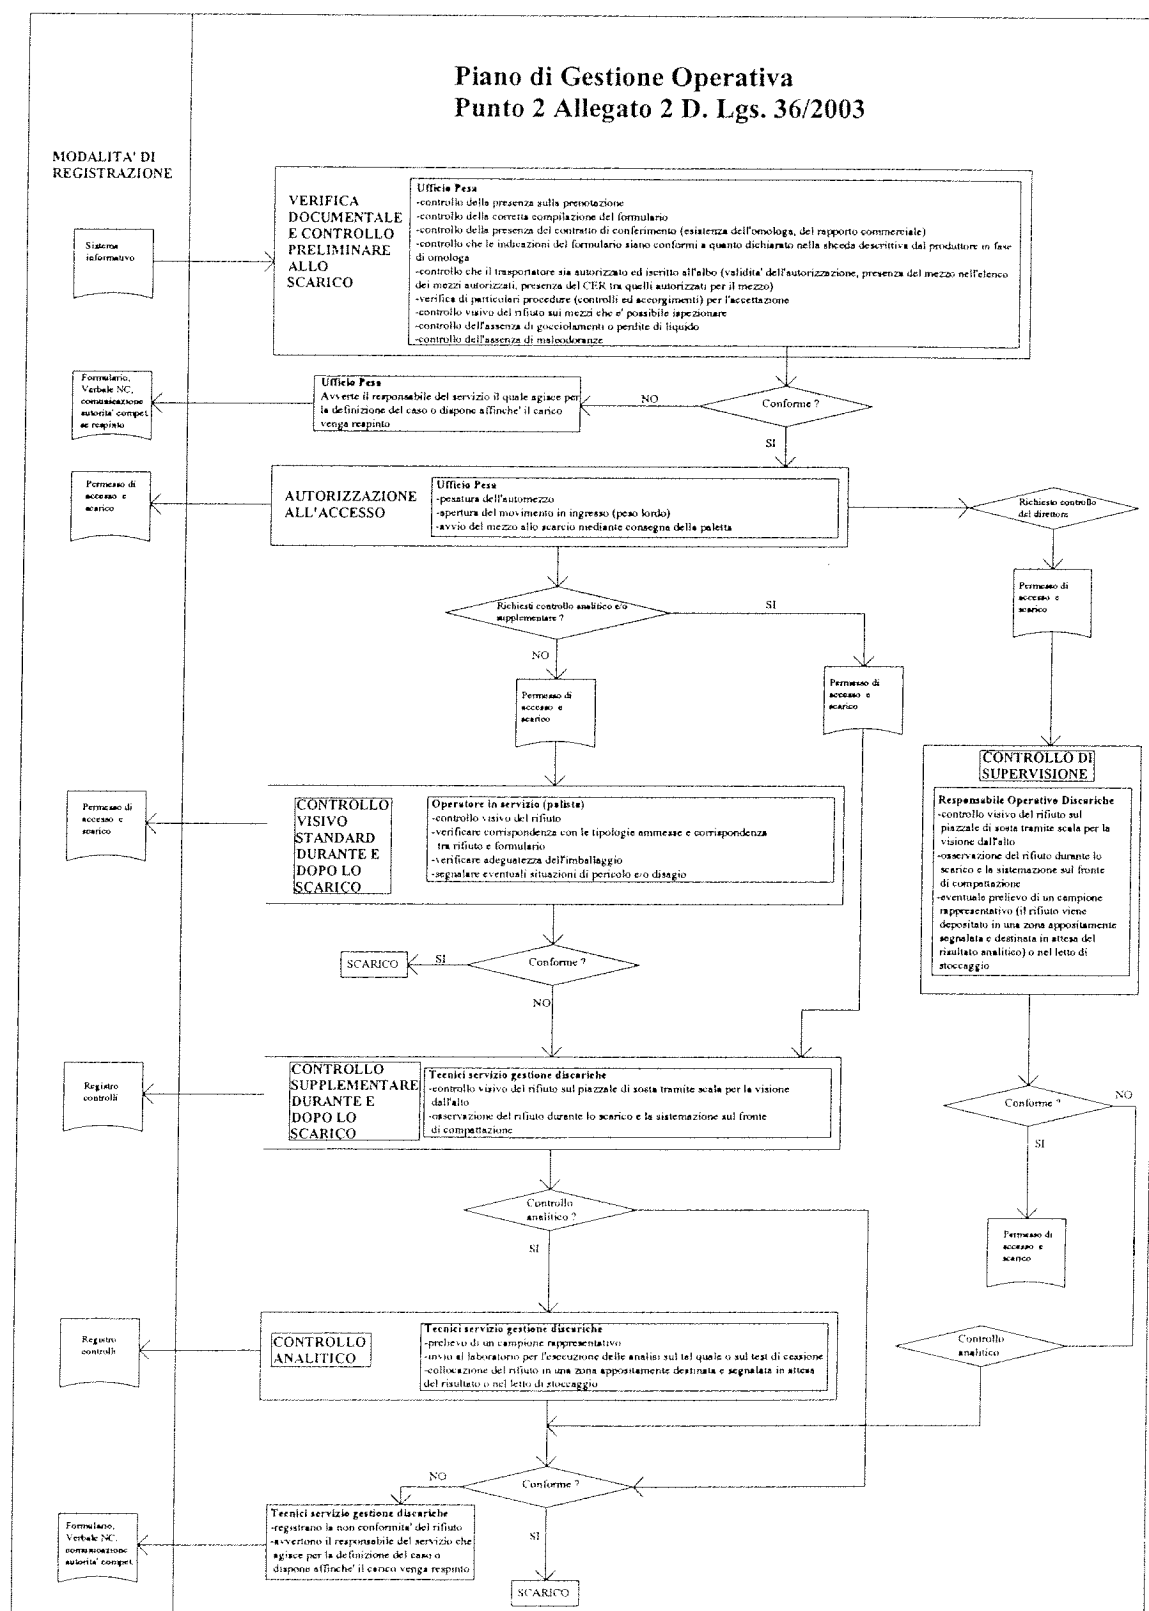 Piano di Gestione Operativa
Punto 2 Allegato 2 D. Lgs. 36/2003
MODALITA' DI
REGISTRAZIONE
Sistema
informativo
VERIFICA
DOCUMENTALE
E CONTROLLO
PRELIMINARE
ALLO
SCARICO
Ufficio Pesa
-controllo della presenza sulla prenotazione
-controllo della corretta compilazione del formulario
-controllo della presenza del contratto di conferimento (esistenza dell'omologa, del rapporto commerciale)
-controllo che le indicazioni del formulario siano conformi a quanto dichiarato nella scheda descrittiva dal produttore in fase
di omologa
-controllo che il trasportatore sia autorizzato ed iscritto all'albo (validita' dell'autorizzazione, presenza del mezzo nell'elenco
dei mezzi autorizzati, presenza del CER tra quelli autorizzati per il mezzo)
-verifica di particolari procedure (controlli ed accorgimenti) per l'accettazione
-controllo visivo del rifiuto sui mezzi che e' possibile ispezionare
-controllo dell'assenza di gocciolamenti o perdite di liquido
-controllo dell'assenza di maleodoranze
Formulario,
Verbale NC,
comunicazione
autorita' compet.
se respinto
Ufficio Pesa
Avverte il responsabile del servizio il quale agisce per
la definizione del caso o dispone affinche' il carico
venga respinto
NO
Conforme ?
SI
Permesso di
accesso e
scarico
AUTORIZZAZIONE
ALL'ACCESSO
Ufficio Pesa
-pesatura dell'automezzo
-apertura del movimento in ingresso (peso lordo)
-avvio del mezzo allo scarcio mediante consegna della paletta
Richiesto controllo
dal direttore
Permesso di
accesso e
scarico
Richiesti controllo analitico e/o
supplementare ?
SI
NO
Permesso di
accesso e
scarico
Permesso di
accesso e
scarico
CONTROLLO DI
SUPERVISIONE
Responsabile Operativo Discariche
-controllo visivo del rifiuto sul
piazzale di sosta tramite scala per la
visione dall'alto
-osservazione del rifiuto durante lo
scarico e la sistemazione sul fronte
di compattazione
-eventuale prelievo di un campione
rappresentativo (il rifiuto viene
depositato in una zona appositamente
segnalata e destinata in attesa del
risultato analitico) o nel letto di
stoccaggio
Permesso di
accesso e
scarico
CONTROLLO
VISIVO
STANDARD
DURANTE E
DOPO LO
SCARICO
Operatore in servizio (palista)
-controllo visivo del rifiuto
-verificare corrispondenza con le tipologie ammesse e corrispondenza
tra rifiuto e formulario
-verificare adeguatezza dell'imballaggio
-segnalare eventuali situazioni di pericolo e/o disagio
SCARICO
SI
Conforme ?
NO
Registro
controlli
CONTROLLO
SUPPLEMENTARE
DURANTE E
DOPO LO
SCARICO
Tecnici servizio gestione discariche
-controllo visivo del rifiuto sul piazzale di sosta tramite scala per la visione
dall'alto
-osservazione del rifiuto durante lo scarico e la sistemazione sul fronte
di compattazione
Conforme ?
NO
SI
Permesso di
accesso e
scarico
Controllo
analitico ?
SI
Controllo
analitico
Registro
controlli
CONTROLLO
ANALITICO
Tecnici servizio gestione discariche
-prelievo di un campione rappresentativo
-invio al laboratorio per l'esecuzione delle analisi sul tal quale o sul test di cessione
-collocazione del rifiuto in una zona appositamente destinata e segnalata in attesa
del risultato o nel letto di stoccaggio
NO
Conforme ?
SI
Formulario,
Verbale NC,
comunicazione
autorita' compet.
Tecnici servizio gestione discariche
-registrano la non conformita' del rifiuto
-avvertono il responsabile del servizio che
agisce per la definizione del caso o
dispone affinche' il carico venga respinto
SCARICO